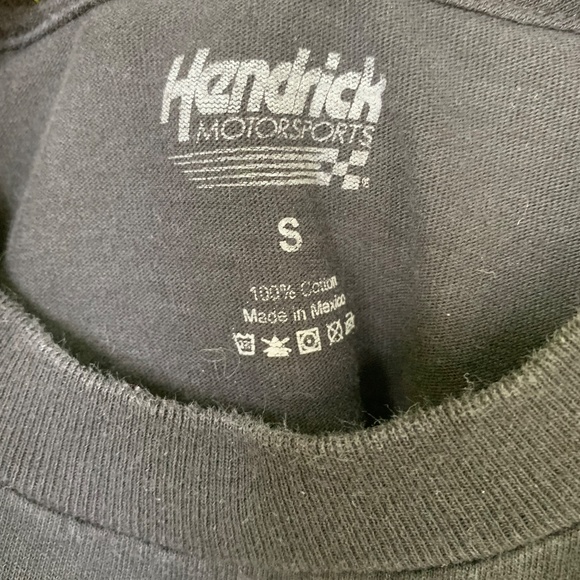 Hendrick
MOTORSPORTS
S
100% Cotton
Made in Mexico